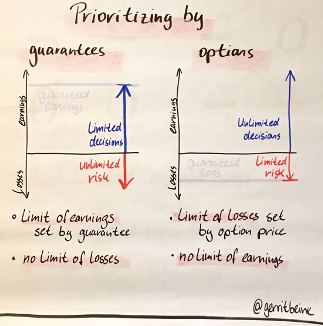 Prioritizing by
guarantees
options
earnings
Losses
guaranteed
earnings
Limited
decisions
Unlimited
risk
earnings
Losses
Unlimited
decisions
guaranteed
loss
Limited
risk
• Limit of earnings
set by guarantee
• no limit of losses
• Limit of Losses set
by option price
• no limit of earnings
@gerritbeine